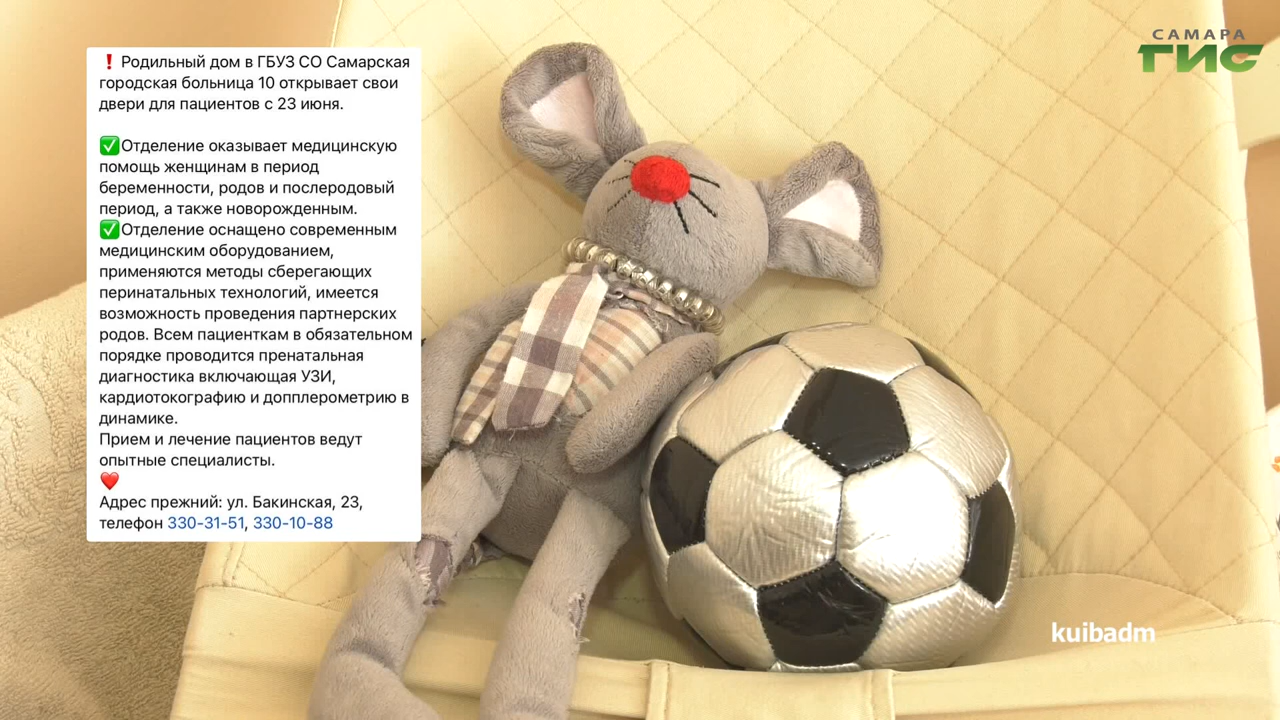 ❗ Родильный дом в ГБУЗ СО Самарская
городская больница 10 открывает свои
двери для пациентов с 23 июня.
✅Отделение оказывает медицинскую
помощь женщинам в период
беременности, родов и послеродовый
период, а также новорожденным.
✅Отделение оснащено современным
медицинским оборудованием,
применяются методы сберегающих
перинатальных технологий, имеется
возможность проведения партнерских
родов. Всем пациенткам в обязательном
порядке проводится пренатальная
диагностика включающая УЗИ,
кардиотокографию и допплерометрию в
динамике.
Прием и лечение пациентов ведут
опытные специалисты.
❤️
Адрес прежний: ул. Бакинская, 23,
телефон 330-31-51, 330-10-88
САМАРА
ГИС
kuibadm